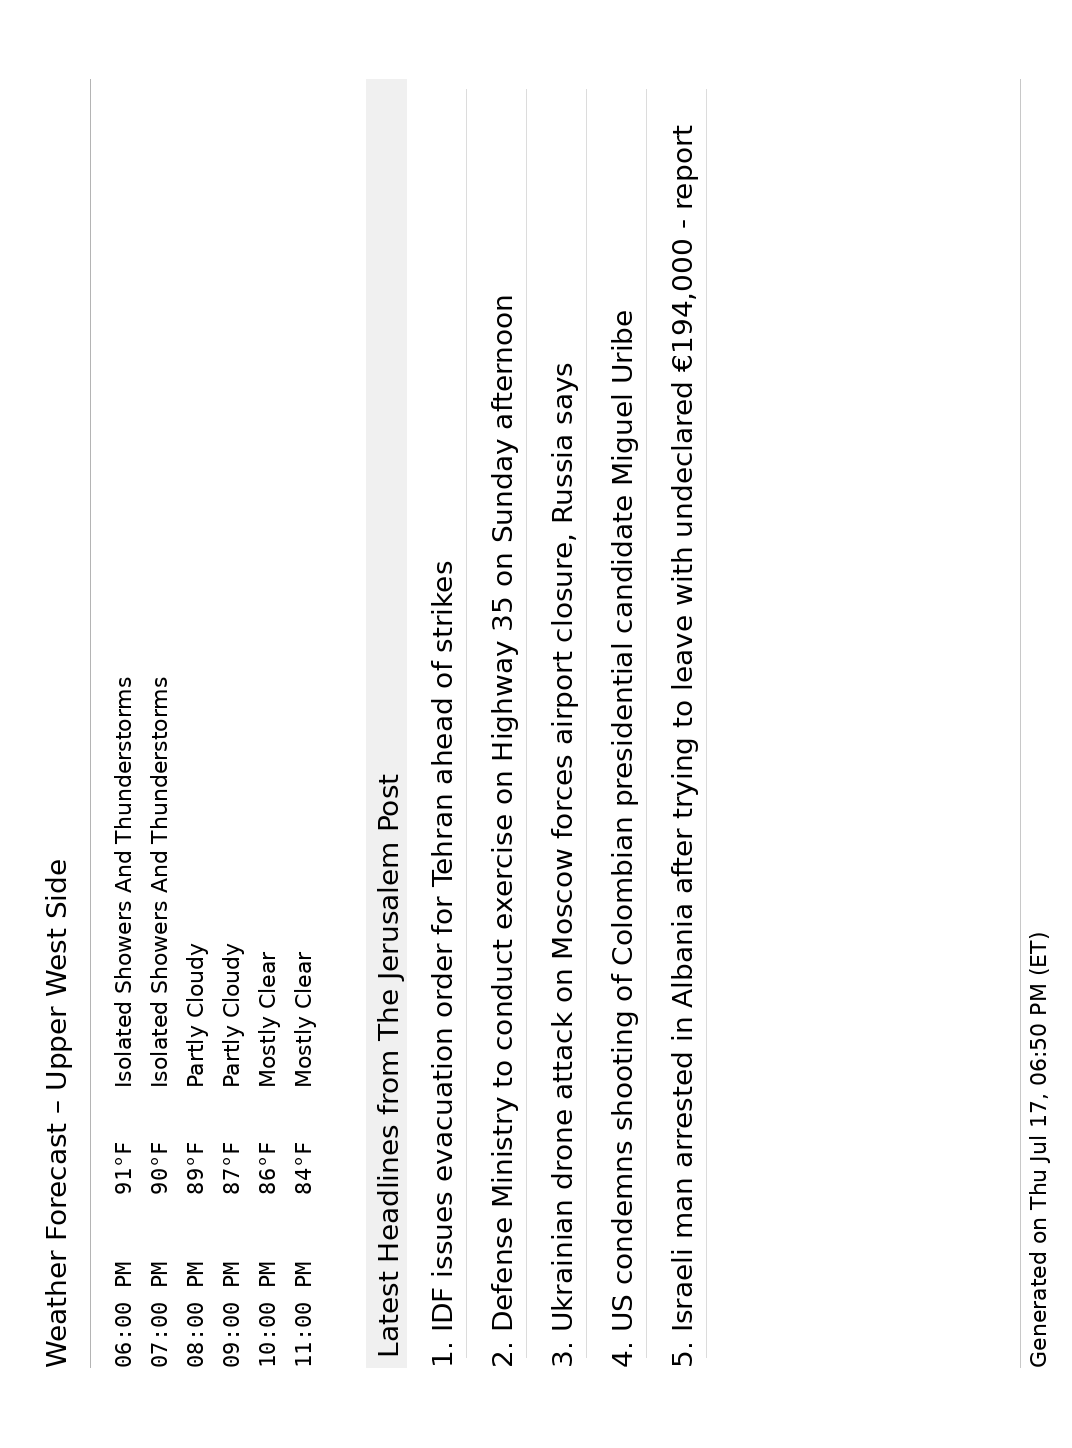 Weather Forecast – Upper West Side
06:00 PM 91°F Isolated Showers And Thunderstorms
07:00 PM 90°F Isolated Showers And Thunderstorms
08:00 PM 89°F Partly Cloudy
09:00 PM 87°F Partly Cloudy
10:00 PM 86°F Mostly Clear
11:00 PM 84°F Mostly Clear
Latest Headlines from The Jerusalem Post
1. IDF issues evacuation order for Tehran ahead of strikes
2. Defense Ministry to conduct exercise on Highway 35 on Sunday afternoon
3. Ukrainian drone attack on Moscow forces airport closure, Russia says
4. US condemns shooting of Colombian presidential candidate Miguel Uribe
5. Israeli man arrested in Albania after trying to leave with undeclared €194,000 - report
Generated on Thu Jul 17, 06:50 PM (ET)